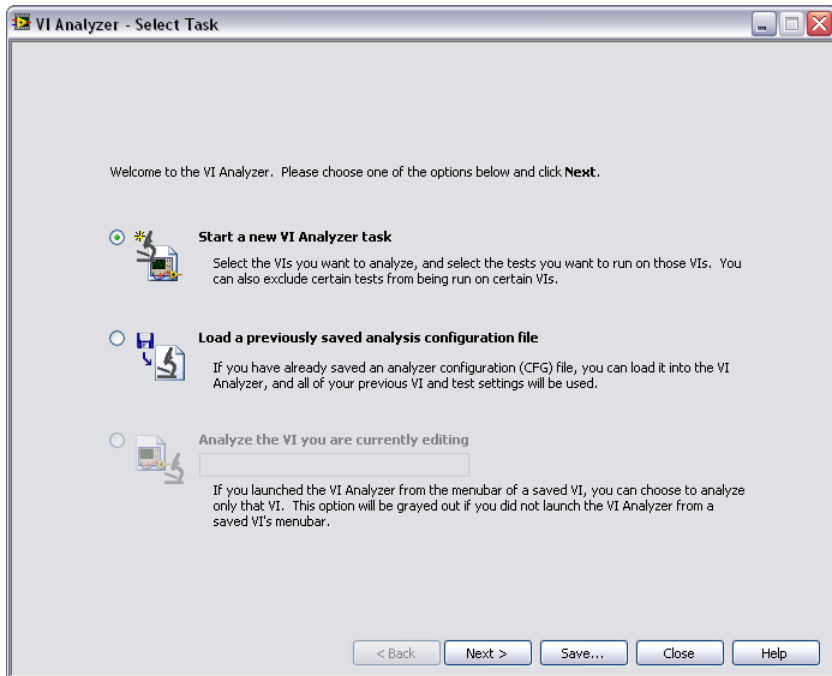 VI Analyzer - Select Task
Welcome to the VI Analyzer. Please choose one of the options below and click Next.
Start a new VI Analyzer task
Select the VIs you want to analyze, and select the tests you want to run on those VIs. You
can also exclude certain tests from being run on certain VIs.
Load a previously saved analysis configuration file
If you have already saved an analyzer configuration (CFG) file, you can load it into the VI
Analyzer, and all of your previous VI and test settings will be used.
Analyze the VI you are currently editing
If you launched the VI Analyzer from the menubar of a saved VI, you can choose to analyze
only that VI. This option will be grayed out if you did not launch the VI Analyzer from a
saved VI's menubar.
< Back Next > Save... Close Help